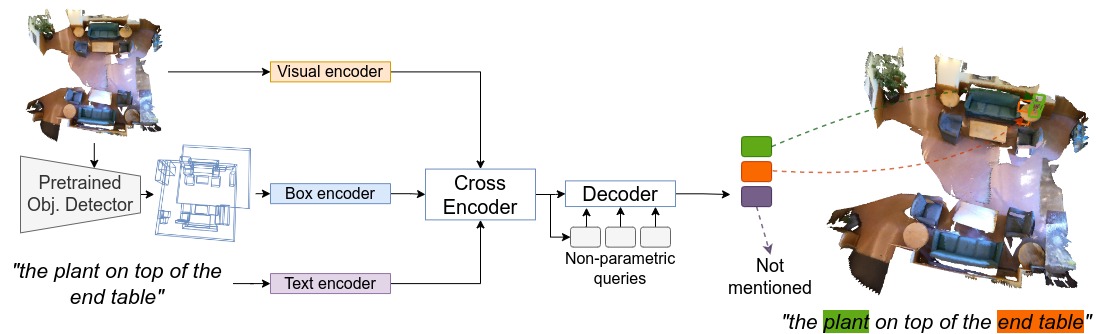 Visual encoder
Pretrained
Obj. Detector
Box encoder
Cross
Encoder
Decoder
Non-parametric
queries
Not
mentioned
"the plant on top of the
end table"
Text encoder
"the plant on top of the end table"